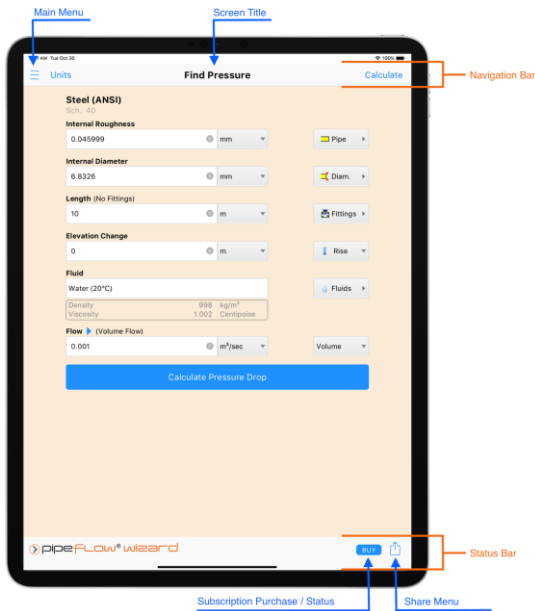 Main Menu
Screen Title
Tue Oct 30
100%
Units
Find Pressure
Calculate
Navigation Bar
Steel (ANSI)
Sch. 40
Internal Roughness
0.045999 mm
Pipe
Internal Diameter
6.8326 mm
Diam.
Length (No Fittings)
10 m
Fittings
Elevation Change
0 m
Rise
Fluid
Water (20°C)
Fluids
Density 998 kg/m³
Viscosity 1.002 Centipoise
Flow (Volume Flow)
0.001 m³/sec
Volume
Calculate Pressure Drop
pipeflow® wizard
BUY
Status Bar
Subscription Purchase / Status
Share Menu